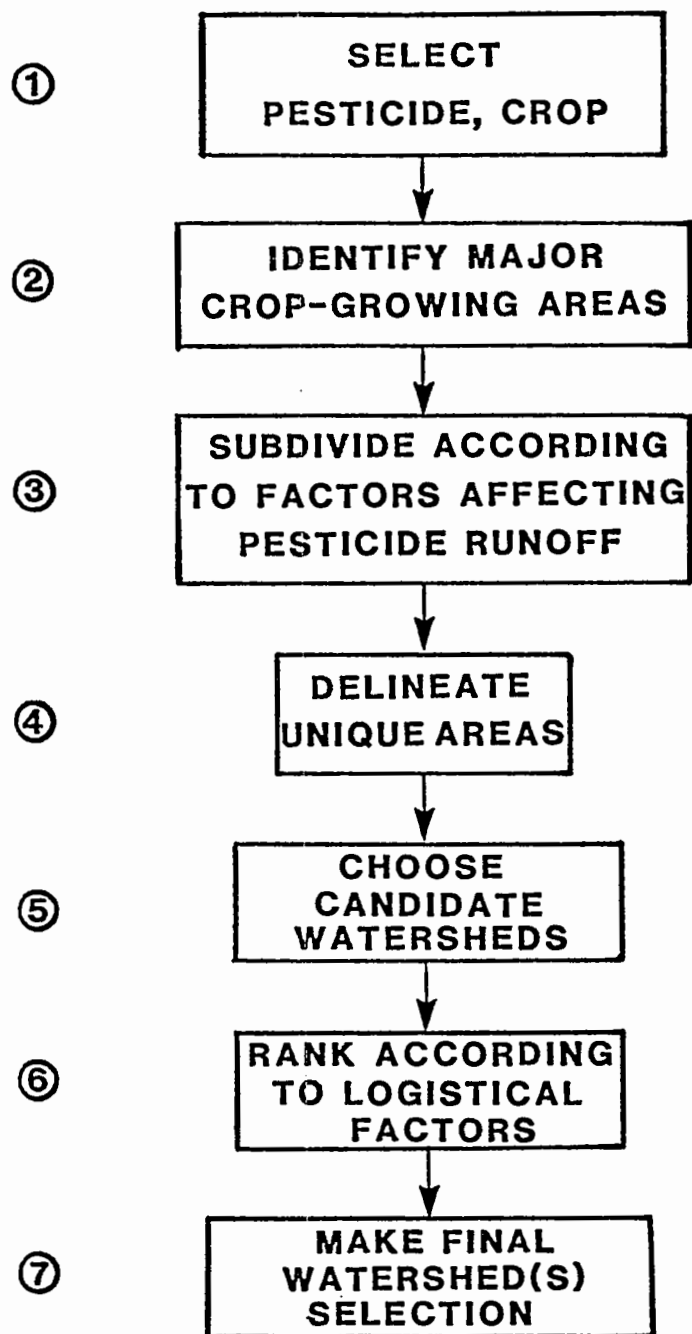 ①
SELECT
PESTICIDE, CROP
②
IDENTIFY MAJOR
CROP-GROWING AREAS
③
SUBDIVIDE ACCORDING
TO FACTORS AFFECTING
PESTICIDE RUNOFF
④
DELINEATE
UNIQUE AREAS
⑤
CHOOSE
CANDIDATE
WATERSHEDS
⑥
RANK ACCORDING
TO LOGISTICAL
FACTORS
⑦
MAKE FINAL
WATERSHED(S)
SELECTION